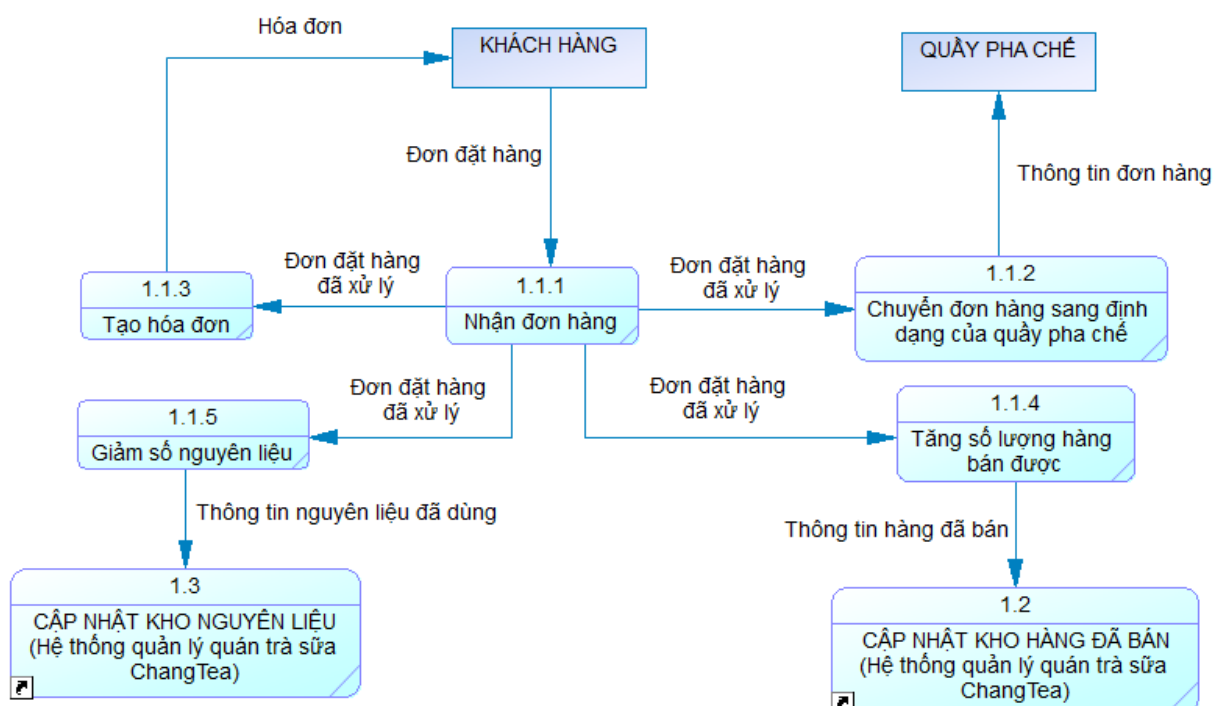 Hóa đơn
KHÁCH HÀNG
QUẦY PHA CHẾ
Đơn đặt hàng
Thông tin đơn hàng
Đơn đặt hàng
đã xử lý
Đơn đặt hàng
đã xử lý
1.1.3
Tạo hóa đơn
1.1.1
Nhận đơn hàng
1.1.2
Chuyển đơn hàng sang định
dạng của quầy pha chế
Đơn đặt hàng
đã xử lý
Đơn đặt hàng
đã xử lý
1.1.5
Giảm số nguyên liệu
1.1.4
Tăng số lượng hàng
bán được
Thông tin nguyên liệu đã dùng
Thông tin hàng đã bán
1.3
CẬP NHẬT KHO NGUYÊN LIỆU
(Hệ thống quản lý quán trà sữa
ChangTea)
1.2
CẬP NHẬT KHO HÀNG ĐÃ BÁN
(Hệ thống quản lý quán trà sữa
ChangTea)